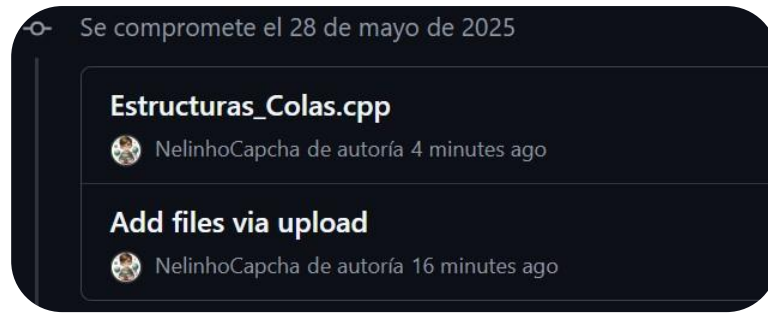 Se compromete el 28 de mayo de 2025
Estructuras_Colas.cpp
NelinhoCapcha de autoría 4 minutes ago
Add files via upload
NelinhoCapcha de autoría 16 minutes ago